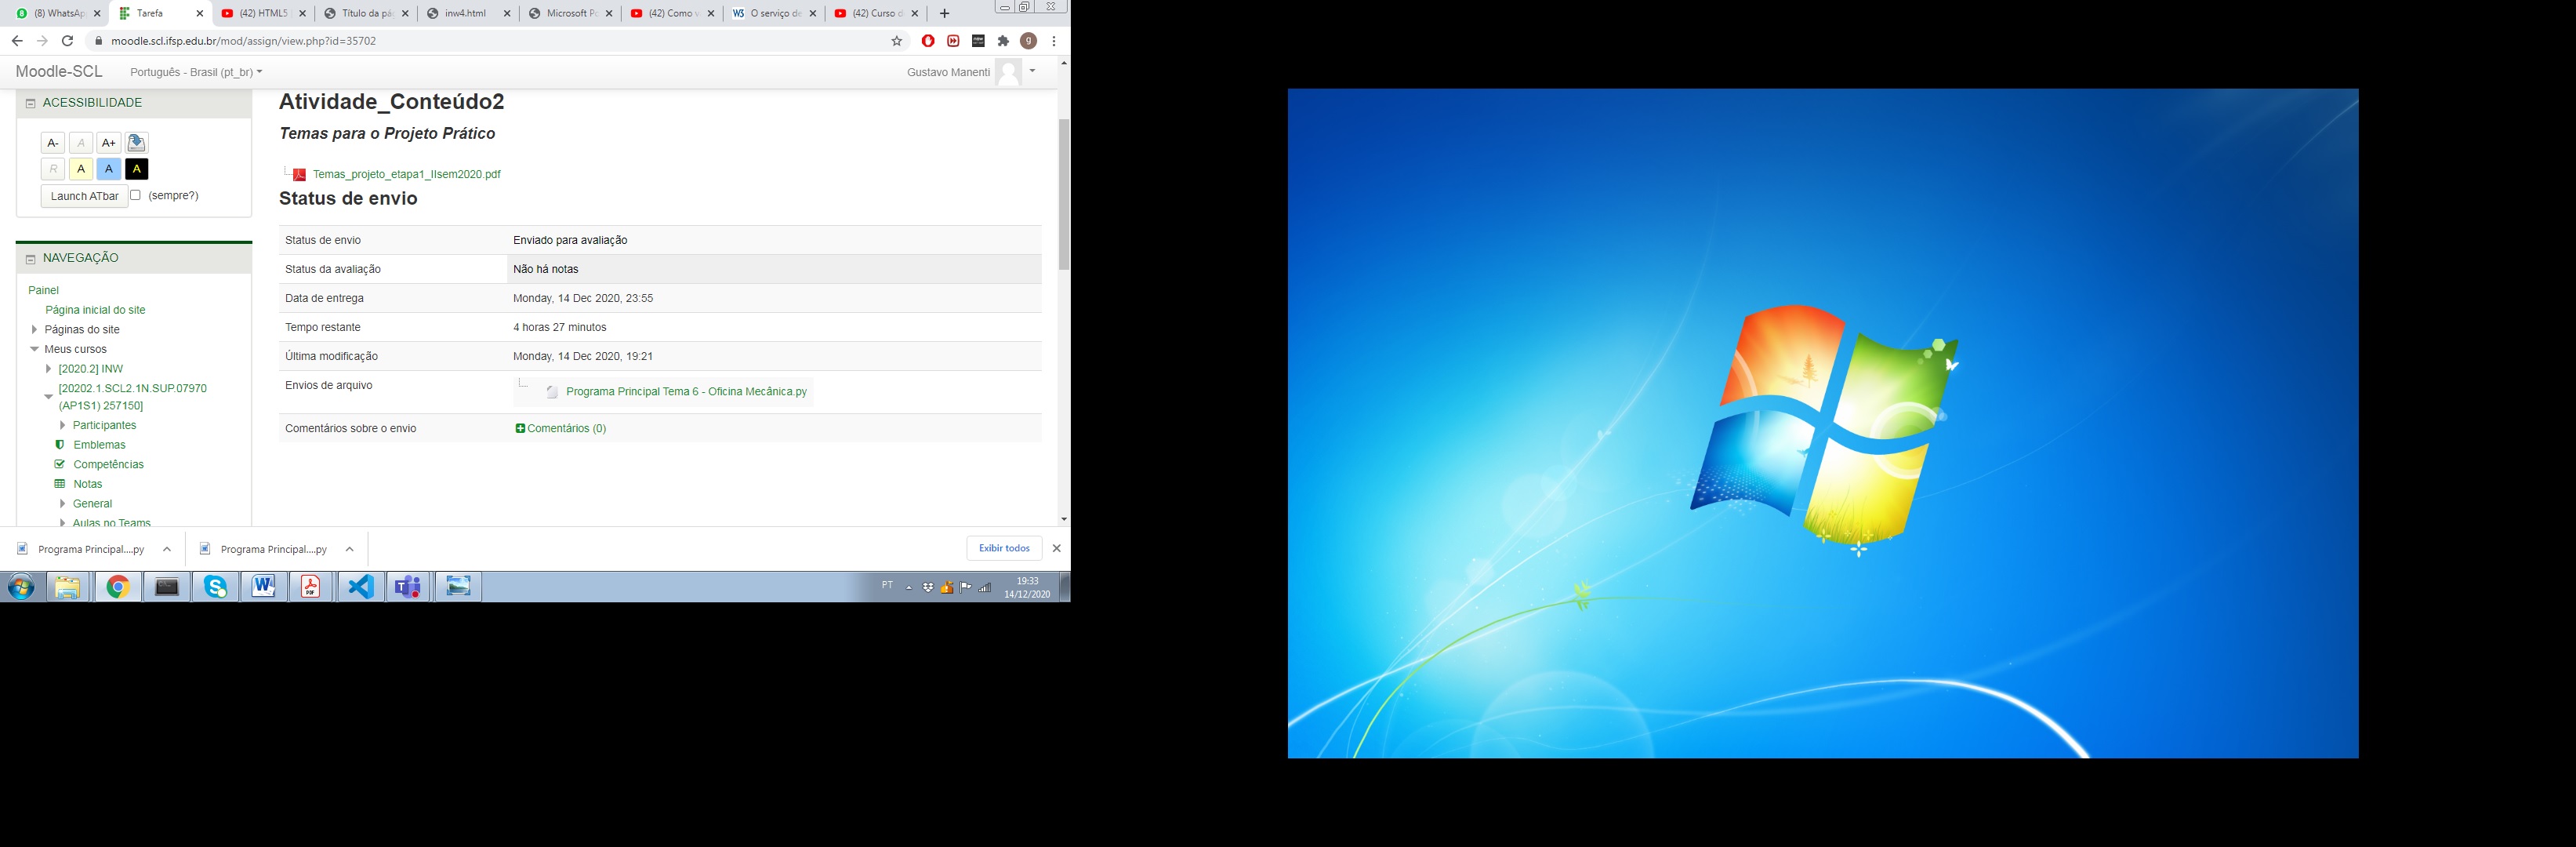 (8) WhatsAp
Tarefa
(42) HTML5
Título da pá
inw4.html
Microsoft Po
(42) Como v
W3 O serviço de
(42) Curso d
moodle.scl.ifsp.edu.br/mod/assign/view.php?id=35702
g
Moodle-SCL
Português - Brasil (pt_br)
Gustavo Manenti
ACESSIBILIDADE
A- A A+
R A A A
Launch ATbar (sempre?)
NAVEGAÇÃO
Painel
Página inicial do site
Páginas do site
Meus cursos
[2020.2] INW
[20202.1.SCL2.1N.SUP.07970
(AP1S1) 257150]
Participantes
Emblemas
Competências
Notas
General
Aulas no Teams
Atividade_Conteúdo2
Temas para o Projeto Prático
Temas_projeto_etapa1_IIsem2020.pdf
Status de envio
Status de envio Enviado para avaliação
Status da avaliação Não há notas
Data de entrega Monday, 14 Dec 2020, 23:55
Tempo restante 4 horas 27 minutos
Última modificação Monday, 14 Dec 2020, 19:21
Envios de arquivo Programa Principal Tema 6 - Oficina Mecânica.py
Comentários sobre o envio Comentários (0)
Programa Principal....py
Programa Principal....py
Exibir todos
PT
19:33
14/12/2020